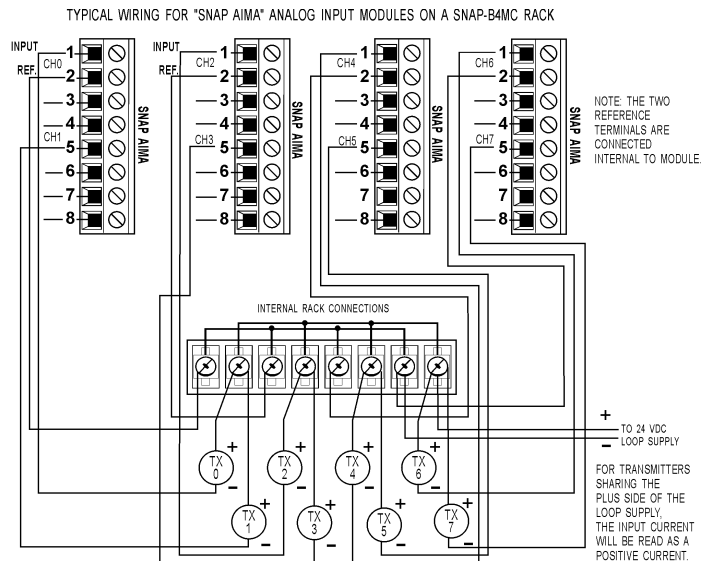 TYPICAL WIRING FOR "SNAP AIMA" ANALOG INPUT MODULES ON A SNAP-B4MC RACK
INPUT
CH0
REF.
1
2
3
4
CH1
5
6
7
8
SNAP AIMA
INPUT
CH2
REF.
1
2
3
4
CH3
5
6
7
8
SNAP AIMA
CH4
1
2
3
4
CH5
5
6
7
8
SNAP AIMA
CH6
1
2
3
4
CH7
5
6
7
8
SNAP AIMA
NOTE: THE TWO
REFERENCE
TERMINALS ARE
CONNECTED
INTERNAL TO MODULE.
INTERNAL RACK CONNECTIONS
+
TO 24 VDC
– LOOP SUPPLY
+
TX
0
–
+
TX
2
–
+
TX
4
–
+
TX
6
–
+
TX
1
–
+
TX
3
+
TX
5
–
+
TX
7
–
FOR TRANSMITTERS
SHARING THE
PLUS SIDE OF THE
LOOP SUPPLY,
THE INPUT CURRENT
WILL BE READ AS A
POSITIVE CURRENT.